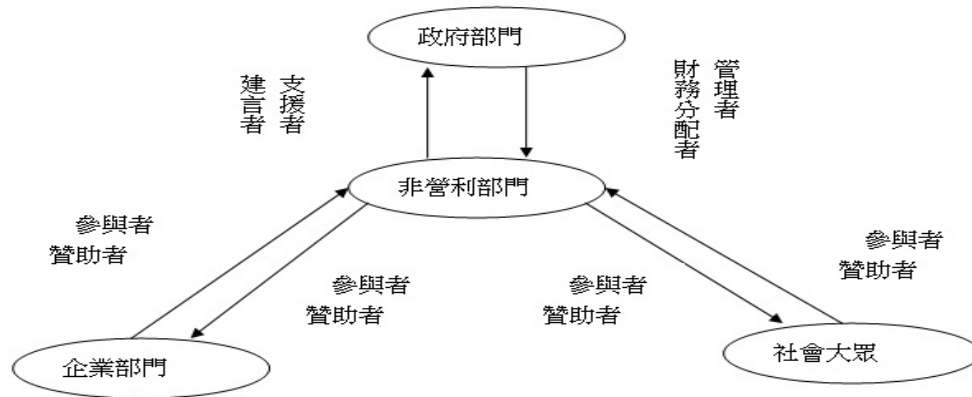 政府部門
支援者
建言者
管理者
財務分配者
非營利部門
參與者
贊助者
參與者
贊助者
參與者
贊助者
參與者
贊助者
企業部門
社會大眾